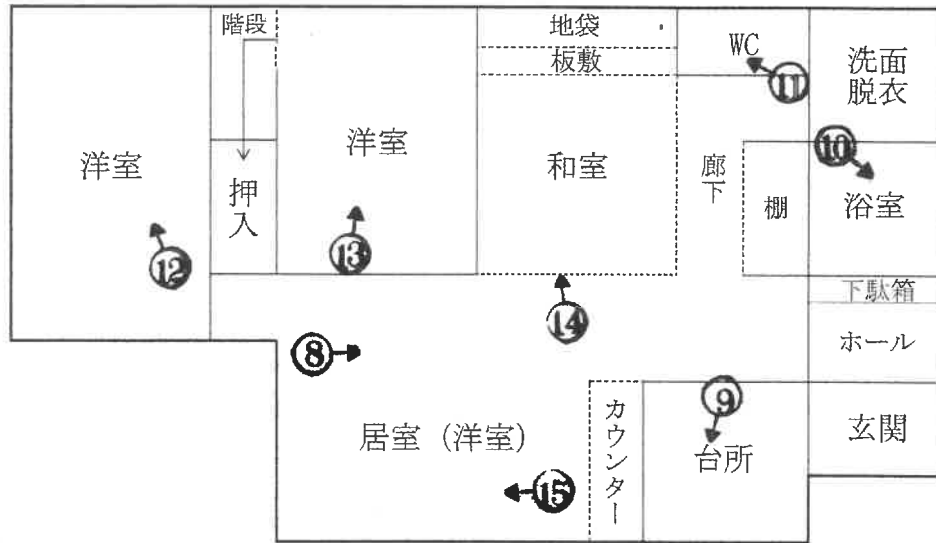 階段
地袋
板敷
WC
洗面
脱衣
⑪
洋室
洋室
和室
押入
廊下
棚
⑩
浴室
⑫
⑬
⑭
下駄箱
ホール
⑧
⑨
居室（洋室）
カウンター
台所
玄関
⑮